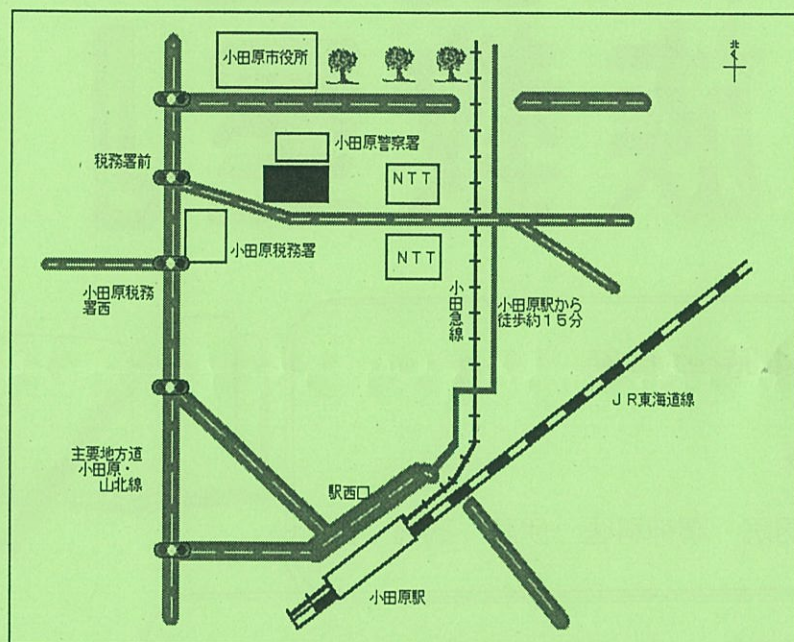 小田原市役所
北
小田原警察署
税務署前
NTT
小田原税務署
NTT
小田原税務
署西
小田急線
小田原駅から
徒歩約15分
JR東海道線
主要地方道
小田原・
山北線
駅西口
小田原駅